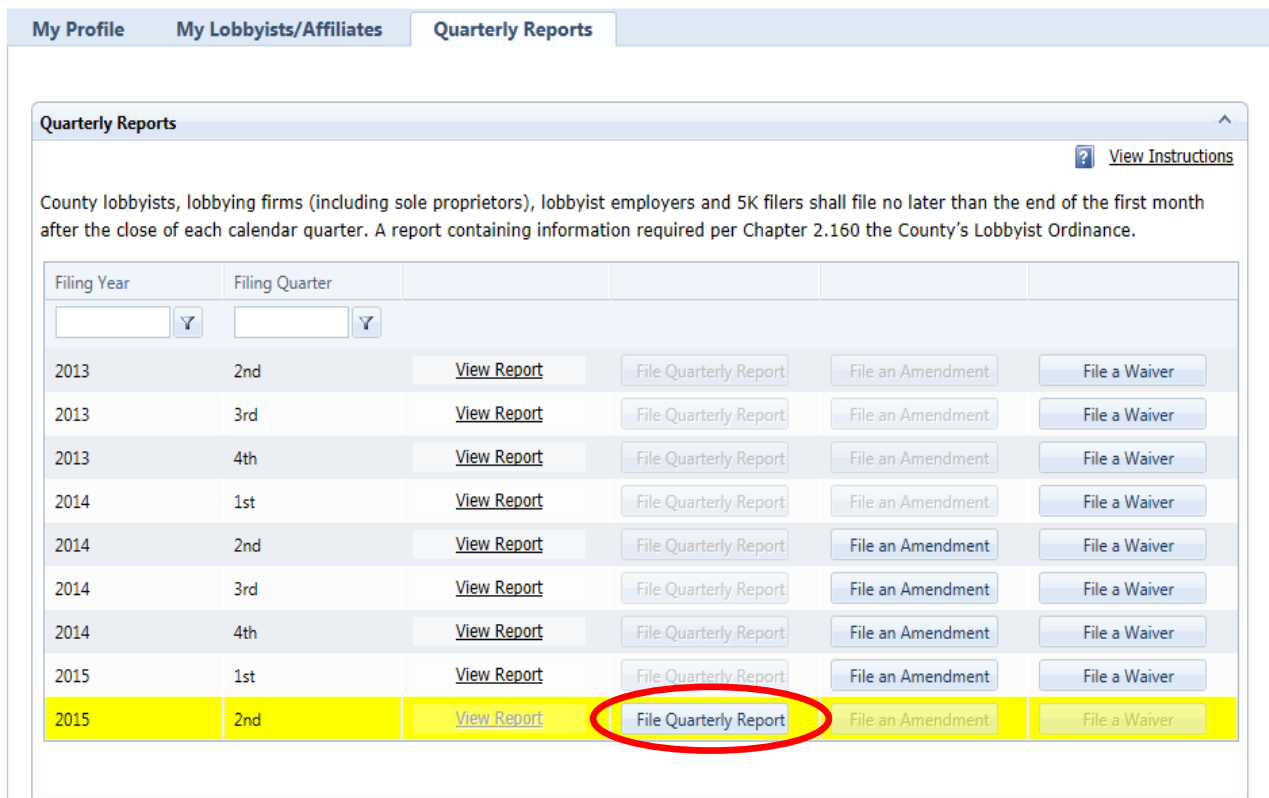 My Profile My Lobbyists/Affiliates Quarterly Reports
Quarterly Reports
? View Instructions
County lobbyists, lobbying firms (including sole proprietors), lobbyist employers and 5K filers shall file no later than the end of the first month
after the close of each calendar quarter. A report containing information required per Chapter 2.160 the County's Lobbyist Ordinance.
Filing Year Filing Quarter
2013 2nd View Report File Quarterly Report File an Amendment File a Waiver
2013 3rd View Report File Quarterly Report File an Amendment File a Waiver
2013 4th View Report File Quarterly Report File an Amendment File a Waiver
2014 1st View Report File Quarterly Report File an Amendment File a Waiver
2014 2nd View Report File Quarterly Report File an Amendment File a Waiver
2014 3rd View Report File Quarterly Report File an Amendment File a Waiver
2014 4th View Report File Quarterly Report File an Amendment File a Waiver
2015 1st View Report File Quarterly Report File an Amendment File a Waiver
2015 2nd View Report File Quarterly Report File an Amendment File a Waiver